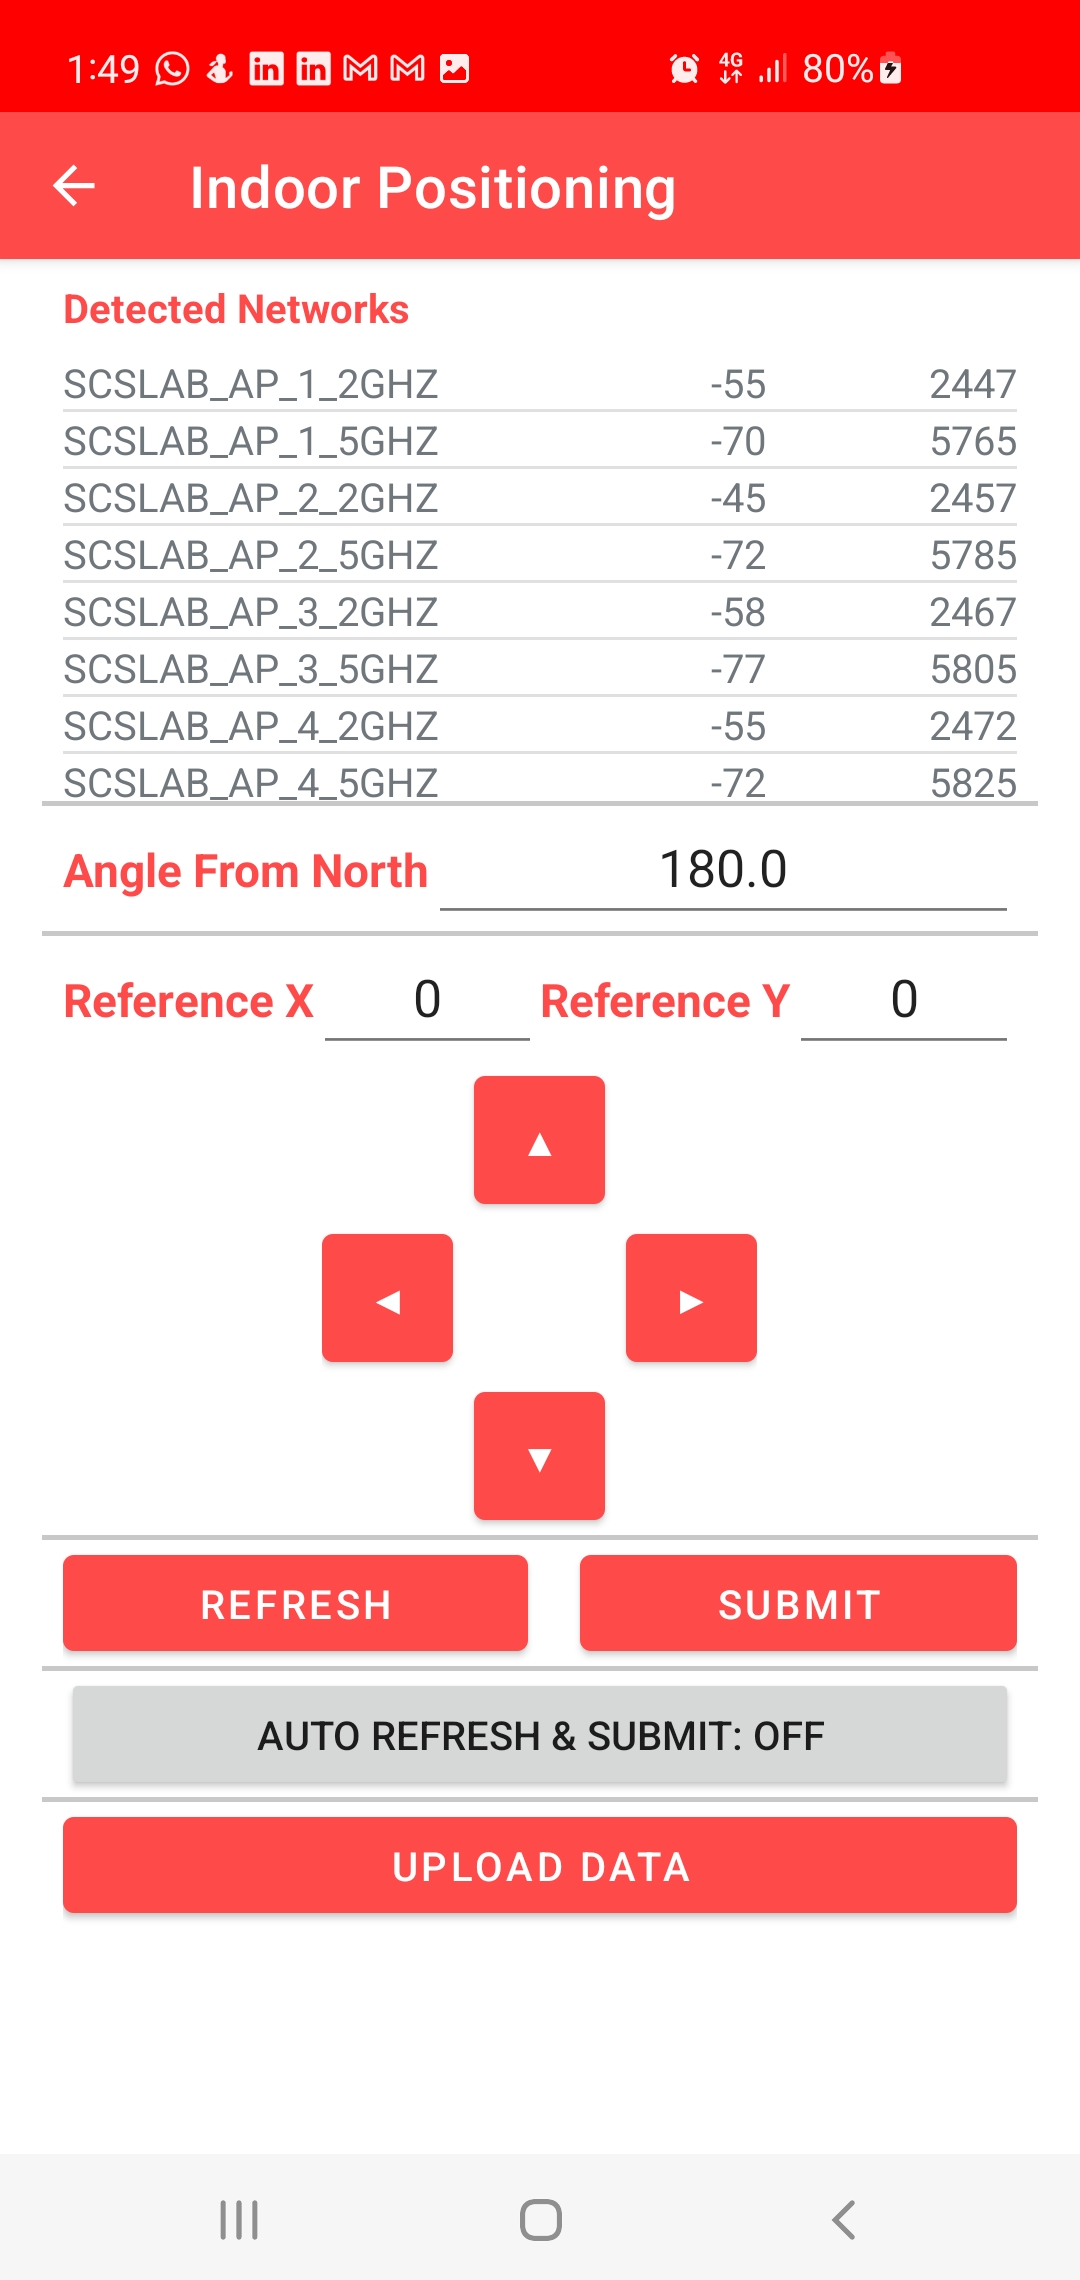 1:49 4G 80%
Indoor Positioning
Detected Networks
SCSLAB_AP_1_2GHZ -55 2447
SCSLAB_AP_1_5GHZ -70 5765
SCSLAB_AP_2_2GHZ -45 2457
SCSLAB_AP_2_5GHZ -72 5785
SCSLAB_AP_3_2GHZ -58 2467
SCSLAB_AP_3_5GHZ -77 5805
SCSLAB_AP_4_2GHZ -55 2472
SCSLAB_AP_4_5GHZ -72 5825
Angle From North 180.0
Reference X 0 Reference Y 0
REFRESH SUBMIT
AUTO REFRESH & SUBMIT: OFF
UPLOAD DATA